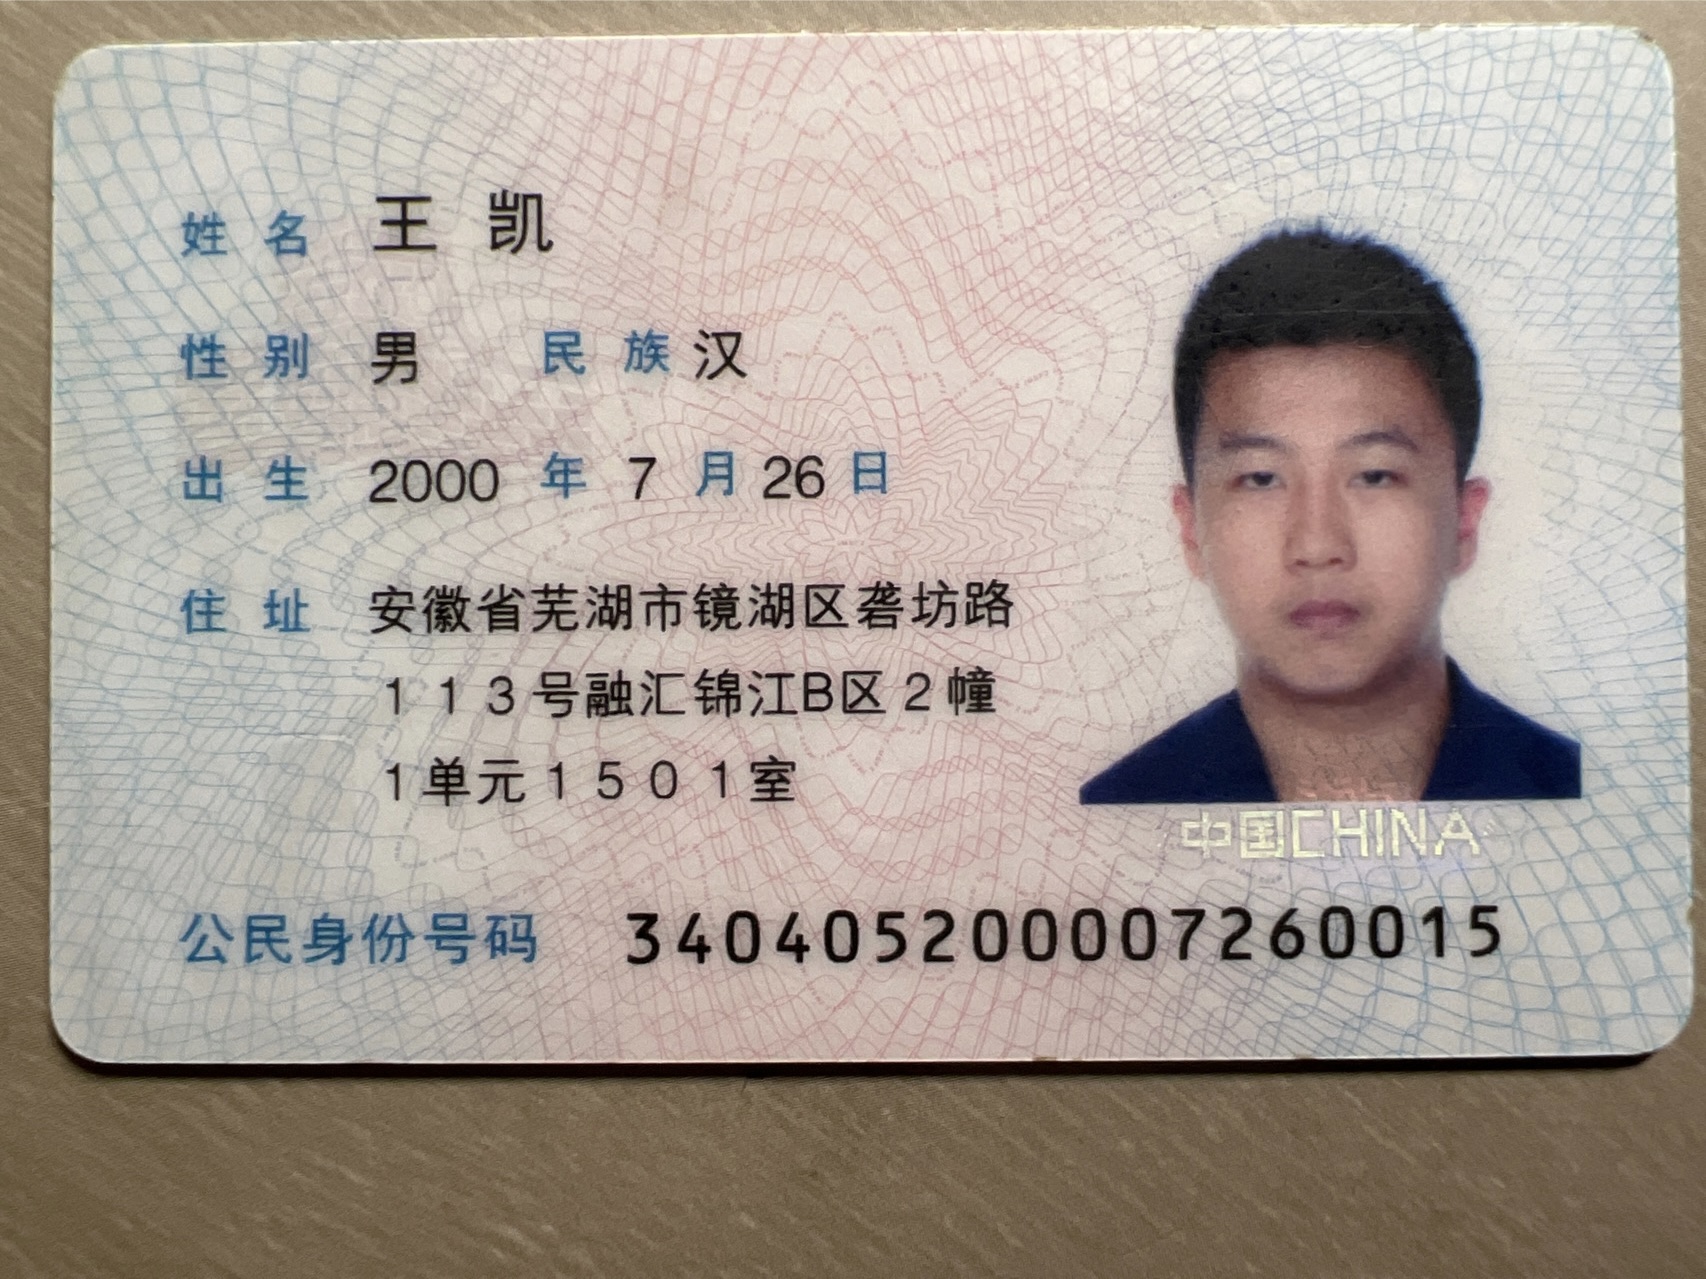 姓名 王凯
性别 男 民族 汉
出生 2000 年 7 月 26 日
住址 安徽省芜湖市镜湖区砻坊路
113号融汇锦江B区2幢
1单元1501室
中国CHINA
公民身份号码 340405200007260015